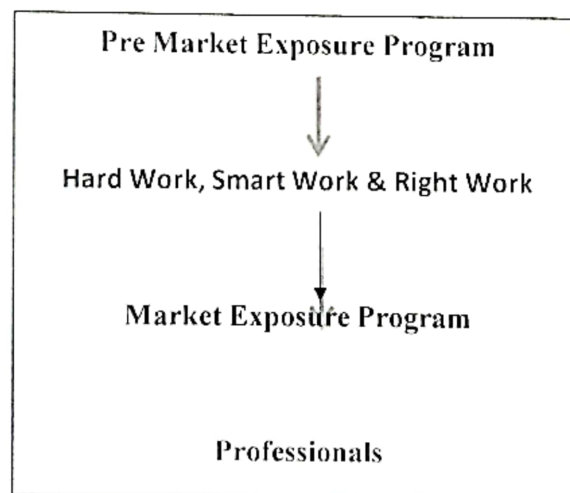 Pre Market Exposure Program
Hard Work, Smart Work & Right Work
Market Exposure Program
Professionals